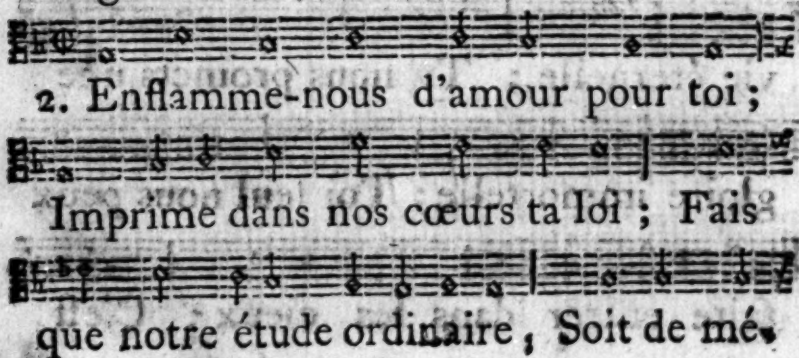 2. Enflamme-nous d'amour pour toi ;
Imprime dans nos cœurs ta loi ; Fais
que notre étude ordinaire, Soit de mé-